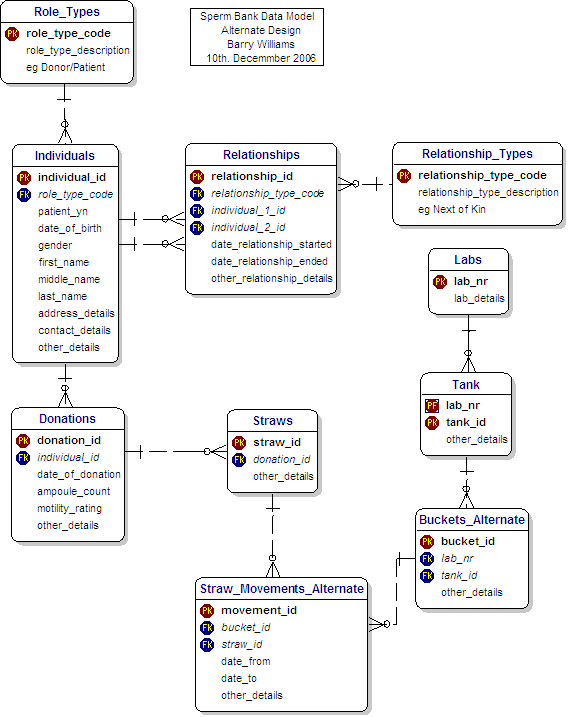 Role_Types
PK role_type_code
role_type_description
eg Donor/Patient
Sperm Bank Data Model
Alternate Design
Barry Williams
10th. Decemmber 2006
Individuals
PK individual_id
FK role_type_code
patient_yn
date_of_birth
gender
first_name
middle_name
last_name
address_details
contact_details
other_details
Relationships
PK relationship_id
FK relationship_type_code
FK individual_1_id
FK individual_2_id
date_relationship_started
date_relationship_ended
other_relationship_details
Relationship_Types
PK relationship_type_code
relationship_type_description
eg Next of Kin
Labs
PK lab_nr
lab_details
Tank
PF lab_nr
PK tank_id
other_details
Donations
PK donation_id
FK individual_id
date_of_donation
ampoule_count
motility_rating
other_details
Straws
PK straw_id
FK donation_id
other_details
Buckets_Alternate
PK bucket_id
FK lab_nr
FK tank_id
other_details
Straw_Movements_Alternate
PK movement_id
FK bucket_id
FK straw_id
date_from
date_to
other_details